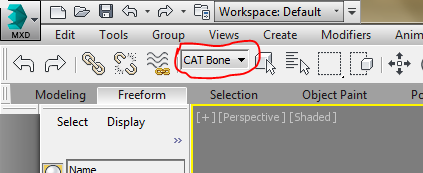 Workspace: Default
MXD
Edit Tools Group Views Create Modifiers
CAT Bone
Modeling Freeform Selection Object Paint
Select Display
[+] [Perspective] [Shaded]
»
Name